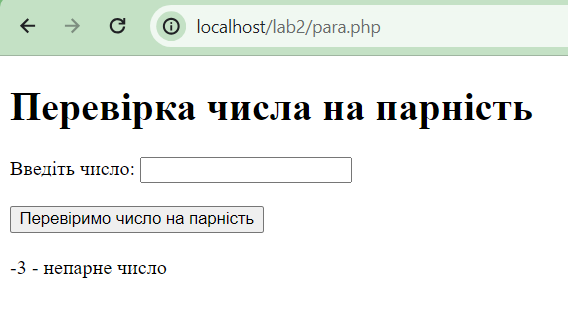 localhost/lab2/para.php
Перевірка числа на парність
Введіть число:
Перевіримо число на парність
-3 - непарне число